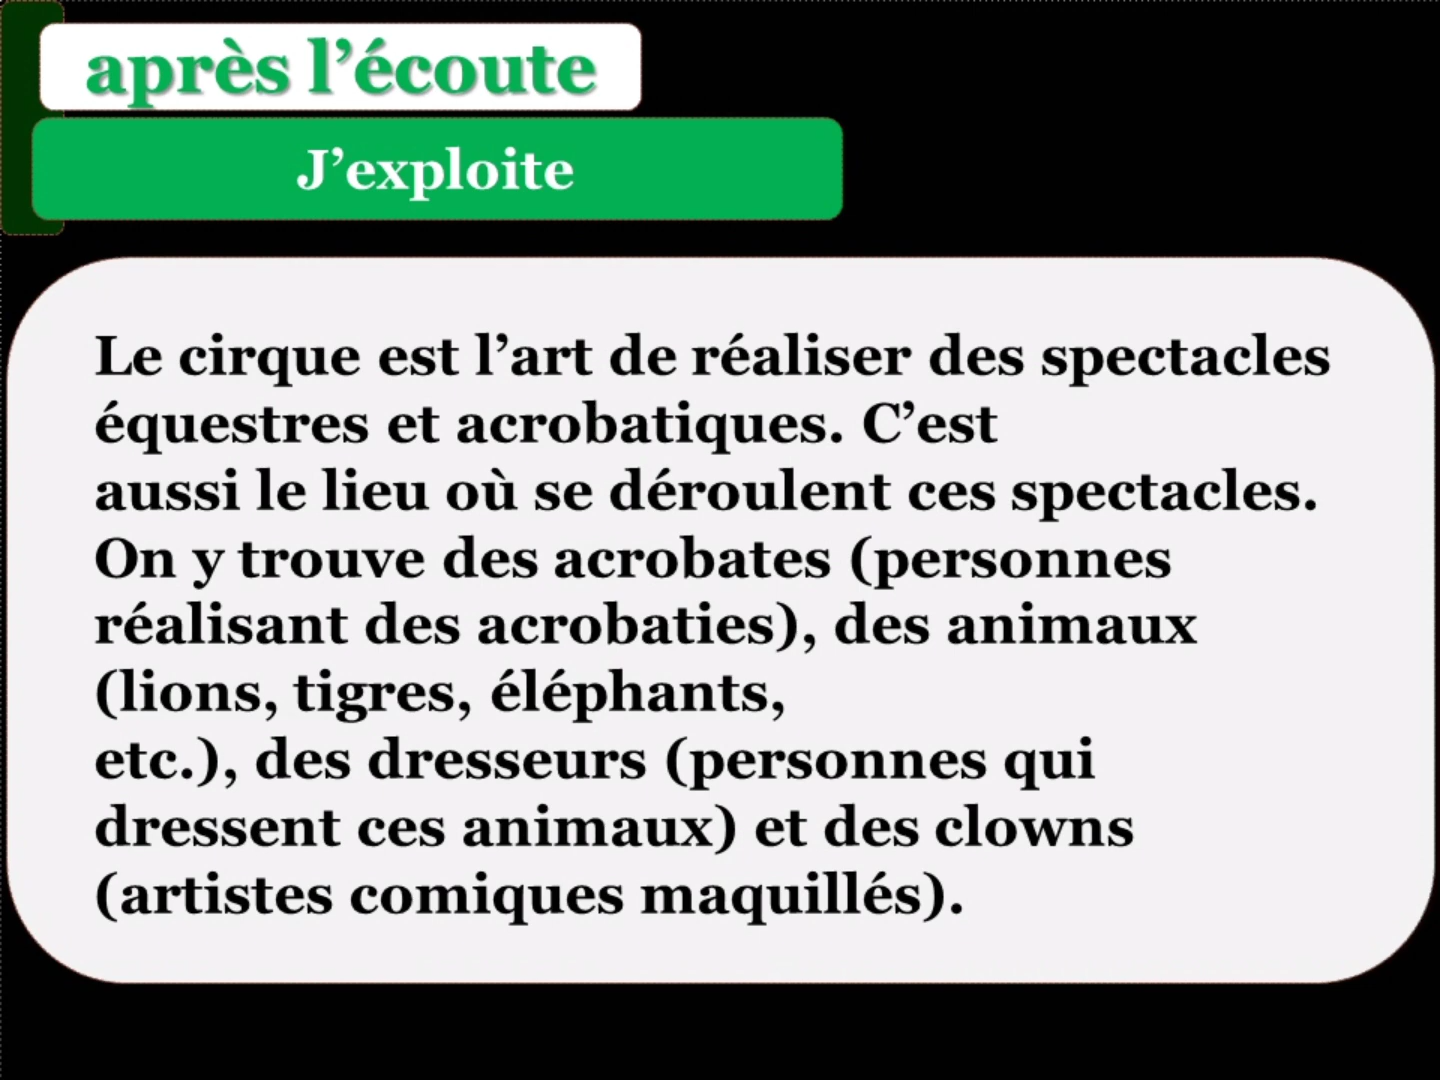 après l’écoute
J’exploite
Le cirque est l’art de réaliser des spectacles
équestres et acrobatiques. C’est
aussi le lieu où se déroulent ces spectacles.
On y trouve des acrobates (personnes
réalisant des acrobaties), des animaux
(lions, tigres, éléphants,
etc.), des dresseurs (personnes qui
dressent ces animaux) et des clowns
(artistes comiques maquillés).